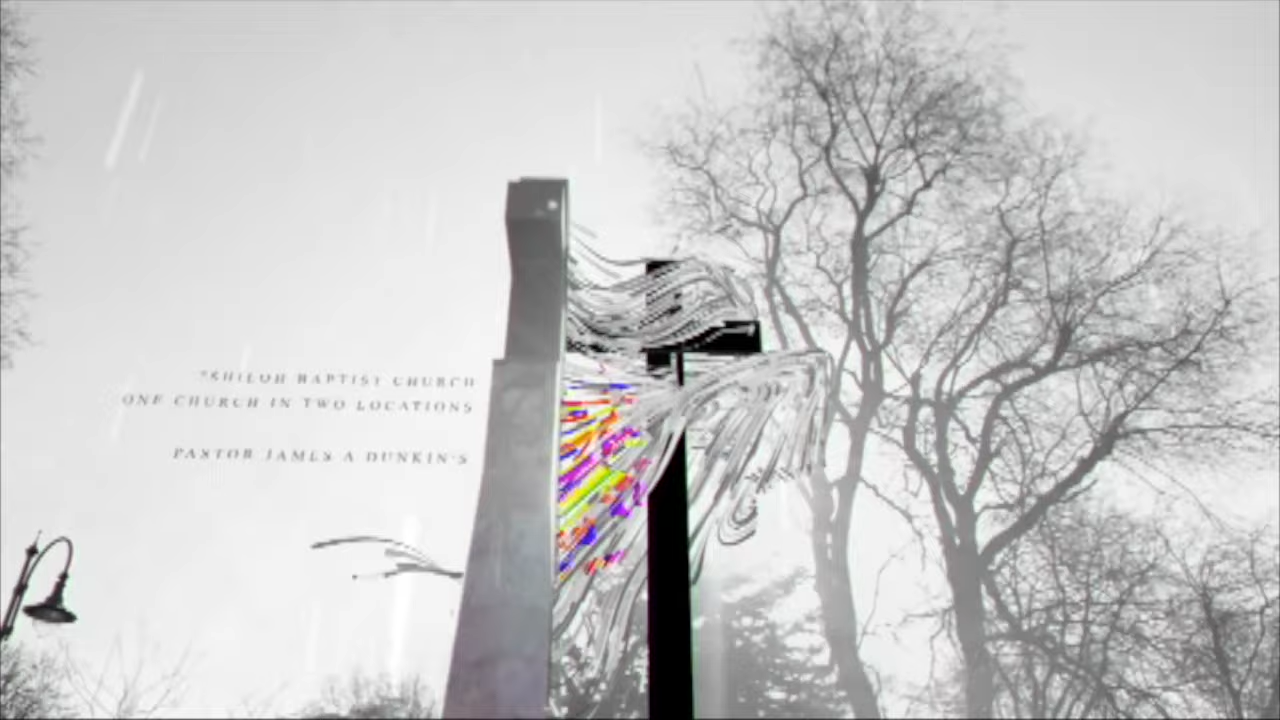 "SHILOH BAPTIST CHURCH
ONE CHURCH IN TWO LOCATIONS
PASTOR JAMES A DUNKIN'S